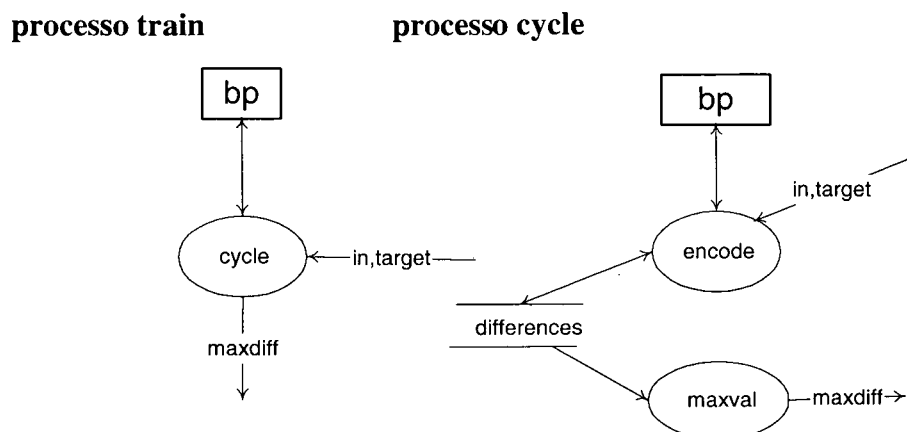 processo train
bp
cycle
in,target
maxdiff
processo cycle
bp
in,target
encode
differences
maxval
maxdiff